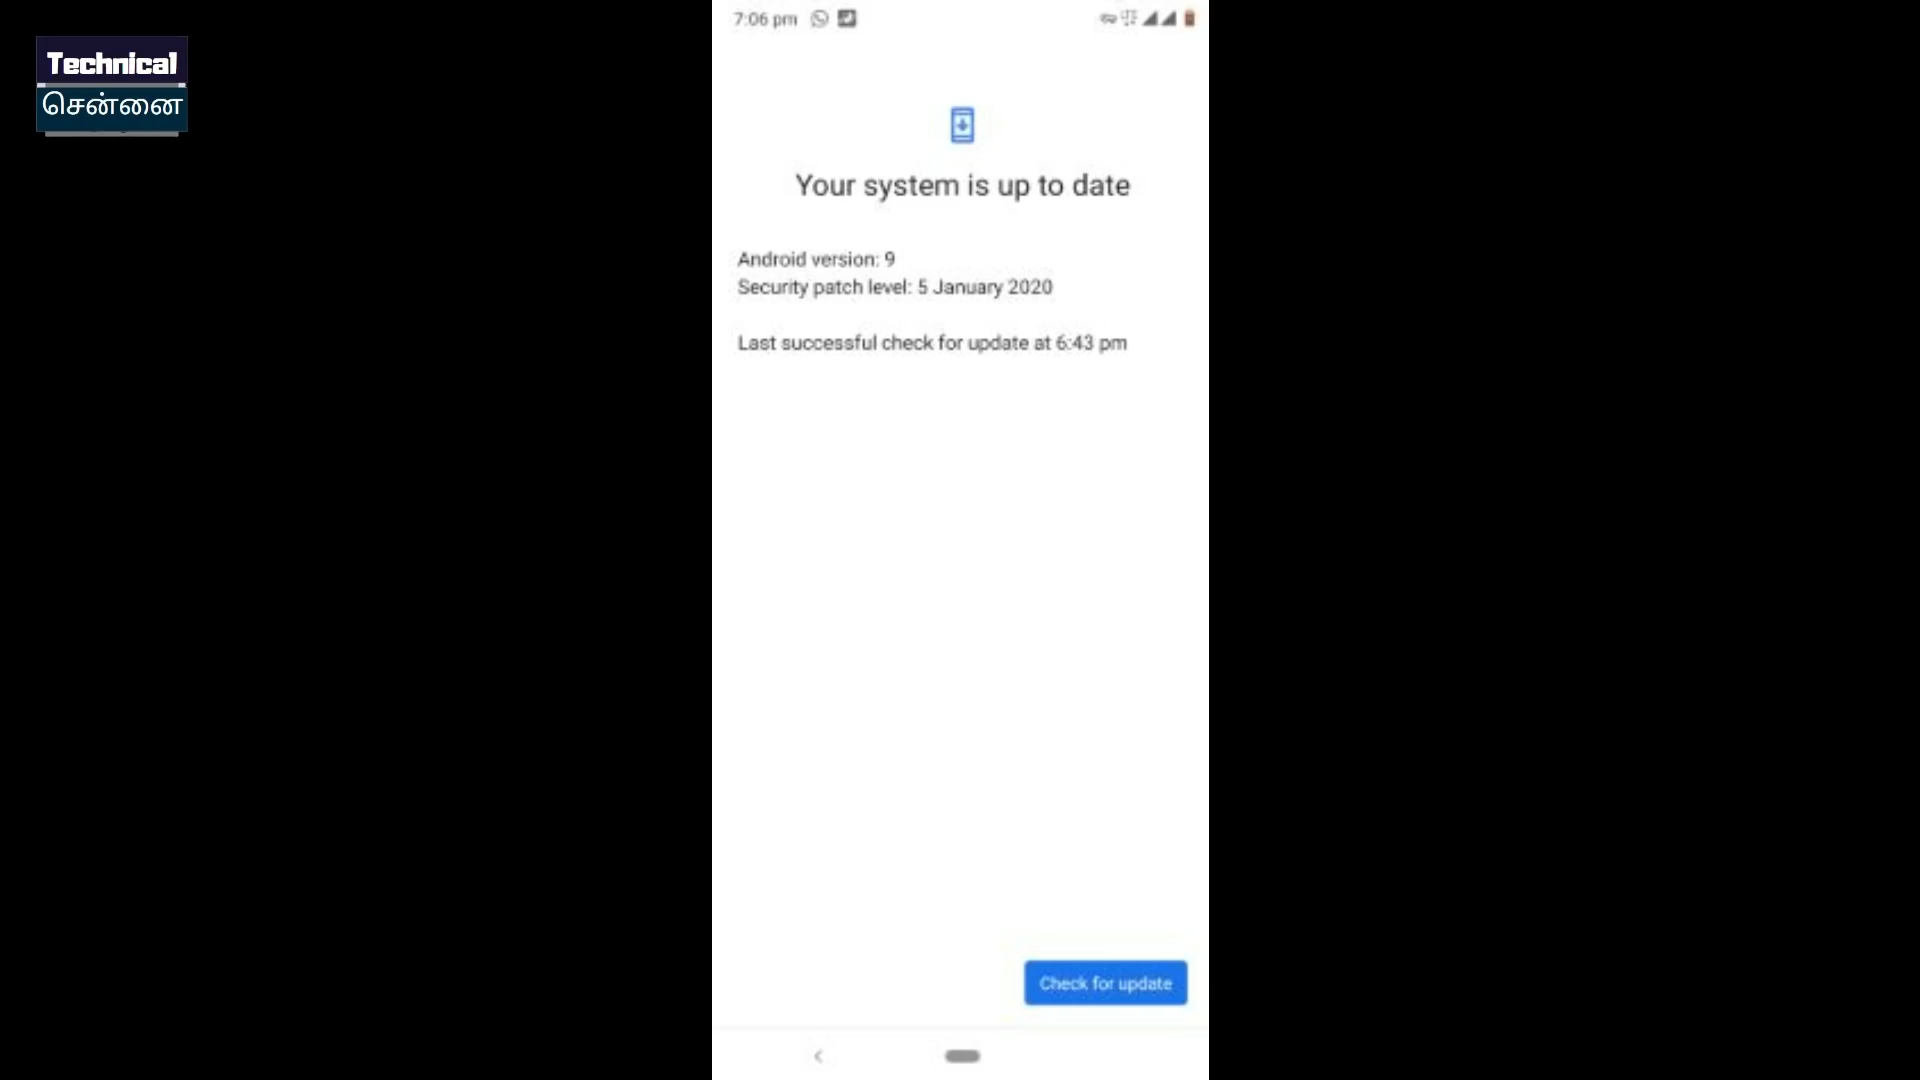 Technical
சென்னை
7:06 pm
Your system is up to date
Android version: 9
Security patch level: 5 January 2020
Last successful check for update at 6:43 pm
Check for update